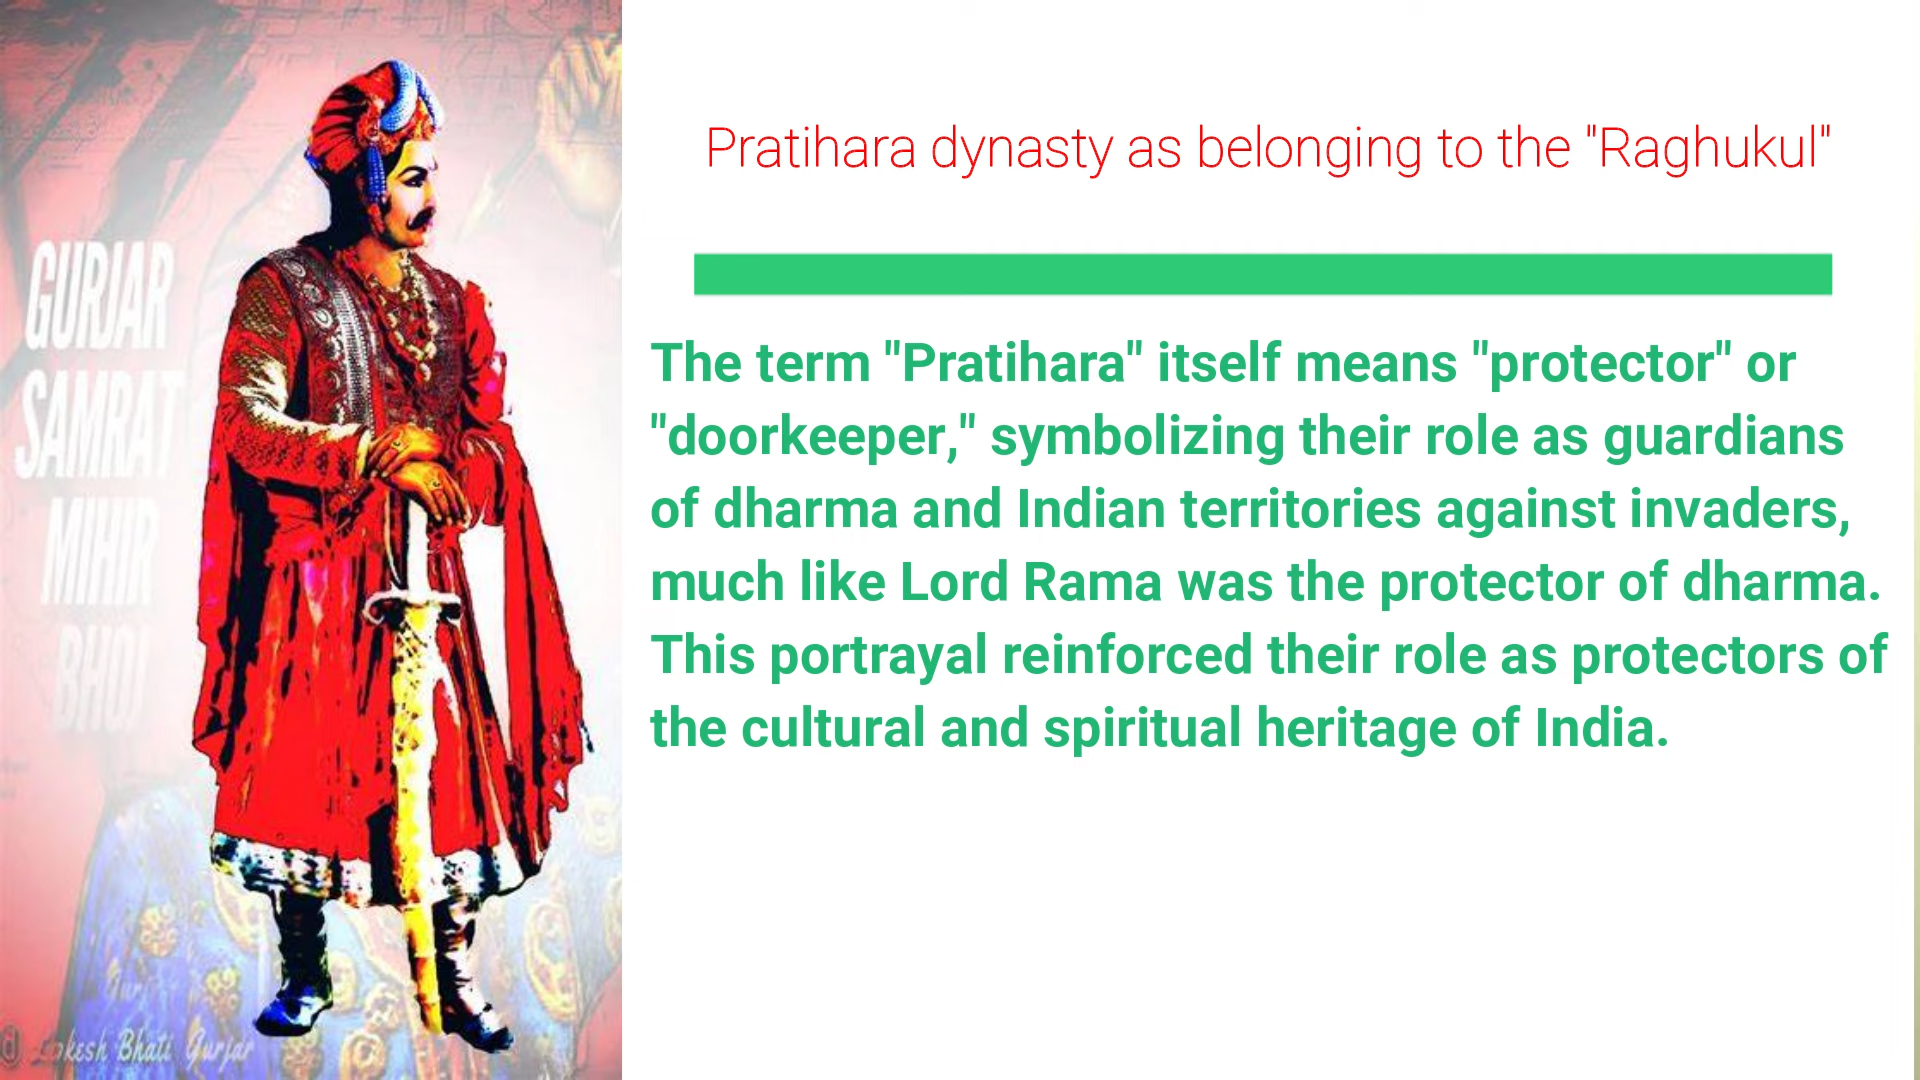 GURJAR
SAMRAT
MIHIR
BHOJ
Bhati Gurjar
Pratihara dynasty as belonging to the "Raghukul"
The term "Pratihara" itself means "protector" or
"doorkeeper," symbolizing their role as guardians
of dharma and Indian territories against invaders,
much like Lord Rama was the protector of dharma.
This portrayal reinforced their role as protectors of
the cultural and spiritual heritage of India.